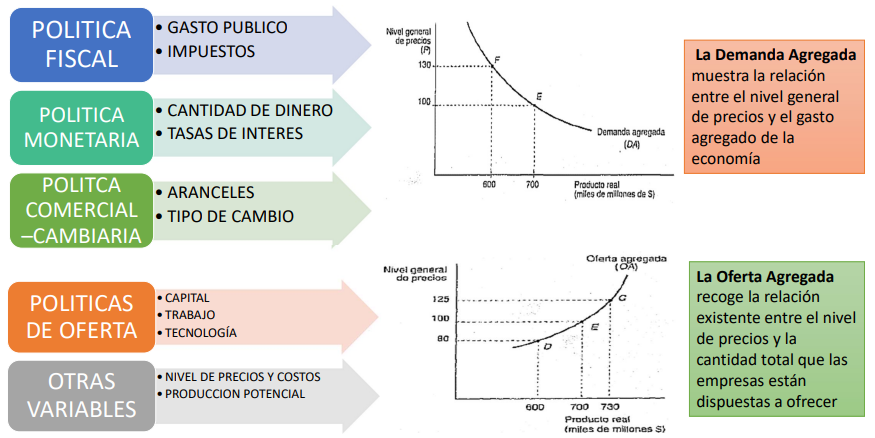 POLITICA
FISCAL
• GASTO PUBLICO
• IMPUESTOS
POLITICA
MONETARIA
• CANTIDAD DE DINERO
• TASAS DE INTERES
POLITCA
COMERCIAL
–CAMBIARIA
• ARANCELES
• TIPO DE CAMBIO
Nivel general
de precios
(P)
130
100
F
E
Demanda agregada
(DA)
600
700
Producto real
(miles de millones de $)
La Demanda Agregada
muestra la relación
entre el nivel general
de precios y el gasto
agregado de la
economía
POLITICAS
DE OFERTA
• CAPITAL
• TRABAJO
• TECNOLOGÍA
OTRAS
VARIABLES
• NIVEL DE PRECIOS Y COSTOS
• PRODUCCION POTENCIAL
Nivel general
de precios
Oferta agregada
(OA)
125
100
80
G
E
D
600
700
730
Producto real
(miles de millones $)
La Oferta Agregada
recoge la relación
existente entre el nivel
de precios y la
cantidad total que las
empresas están
dispuestas a ofrecer